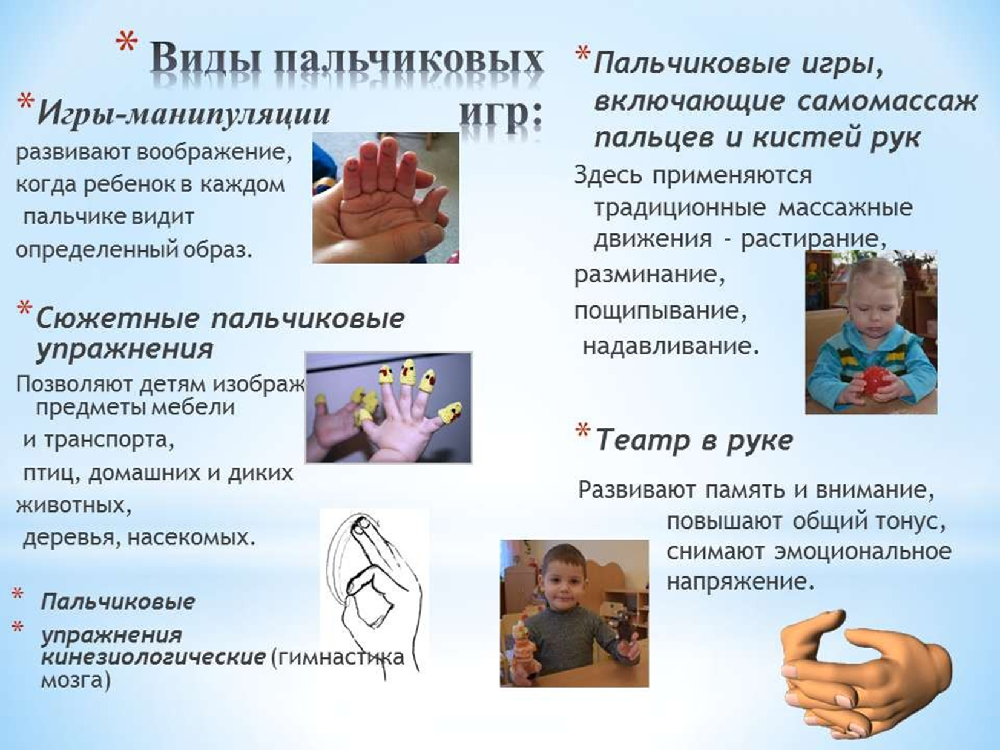 * Виды пальчиковых
игр:
* Игры-манипуляции
развивают воображение,
когда ребенок в каждом
пальчике видит
определенный образ.
* Сюжетные пальчиковые
упражнения
Позволяют детям изображ
предметы мебели
и транспорта,
птиц, домашних и диких
животных,
деревья, насекомых.
* Пальчиковые
* упражнения
кинезиологические (гимнастика
мозга)
* Пальчиковые игры,
включающие самомассаж
пальцев и кистей рук
Здесь применяются
традиционные массажные
движения - растирание,
разминание,
пощипывание,
надавливание.
* Театр в руке
Развивают память и внимание,
повышают общий тонус,
снимают эмоциональное
напряжение.